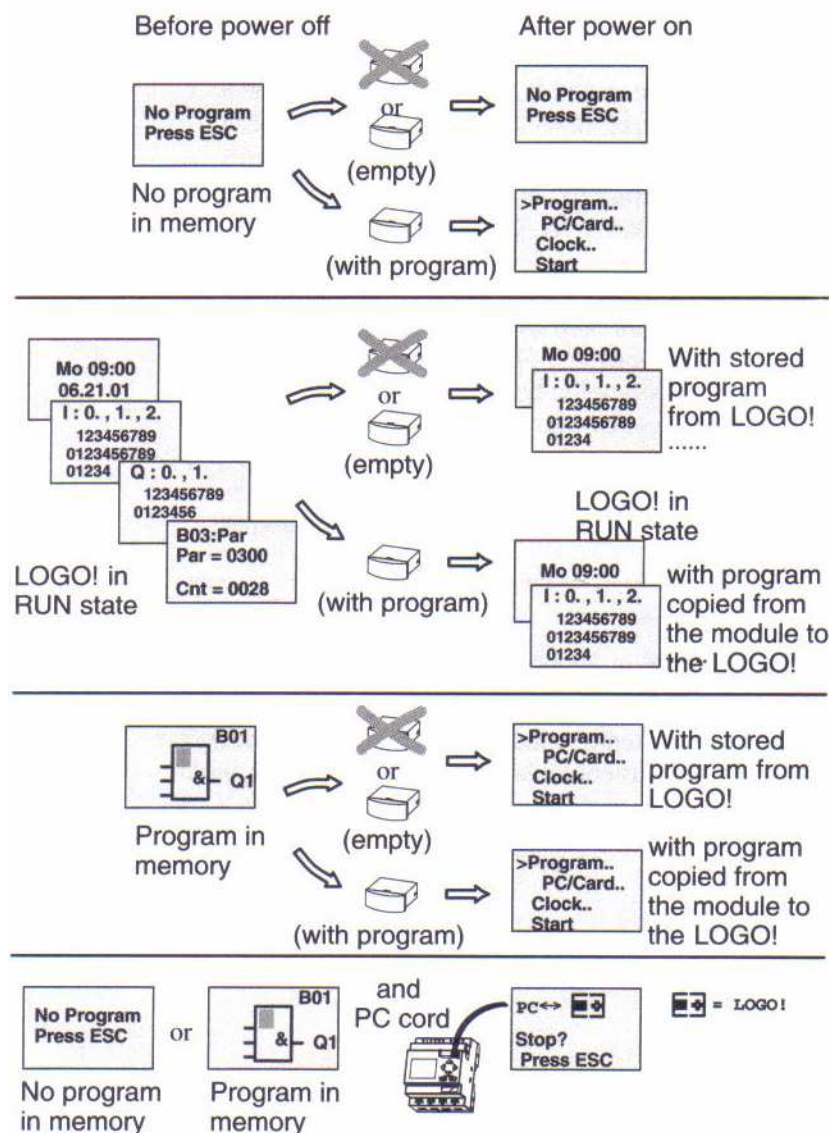 Before power off
After power on
No Program
Press ESC
or
(empty)
No Program
Press ESC
No program
in memory
(with program)
>Program..
PC/Card..
Clock..
Start
Mo 09:00
06.21.01
I : 0. , 1. , 2.
123456789
0123456789
01234
Q : 0. , 1.
123456789
0123456
B03:Par
Par = 0300
Cnt = 0028
LOGO! in
RUN state
or
(empty)
(with program)
Mo 09:00
I : 0. , 1. , 2.
123456789
0123456789
01234
With stored
program
from LOGO!
......
LOGO! in
RUN state
Mo 09:00
I : 0. , 1. , 2.
123456789
0123456789
01234
with program
copied from
the module to
the LOGO!
B01
&
Q1
Program in
memory
or
(empty)
(with program)
>Program..
PC/Card..
Clock..
Start
With stored
program from
LOGO!
>Program..
PC/Card..
Clock..
Start
with program
copied from
the module to
the LOGO!
No Program
Press ESC
No program
in memory
or
B01
&
Q1
Program in
memory
and
PC cord
PC
Stop?
Press ESC
= LOGO!